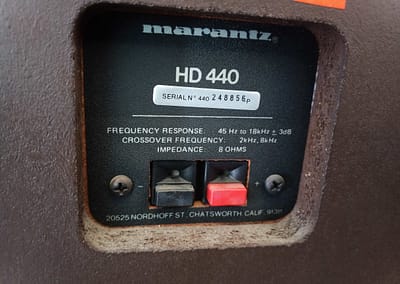 marantz
HD 440
SERIAL Nº 440 248856P
FREQUENCY RESPONSE: 45 Hz to 18kHz ± 3dB
CROSSOVER FREQUENCY: 2kHz, 8kHz
IMPEDANCE: 8 OHMS
- +
20525 NORDHOFF ST., CHATSWORTH, CALIF. 91311